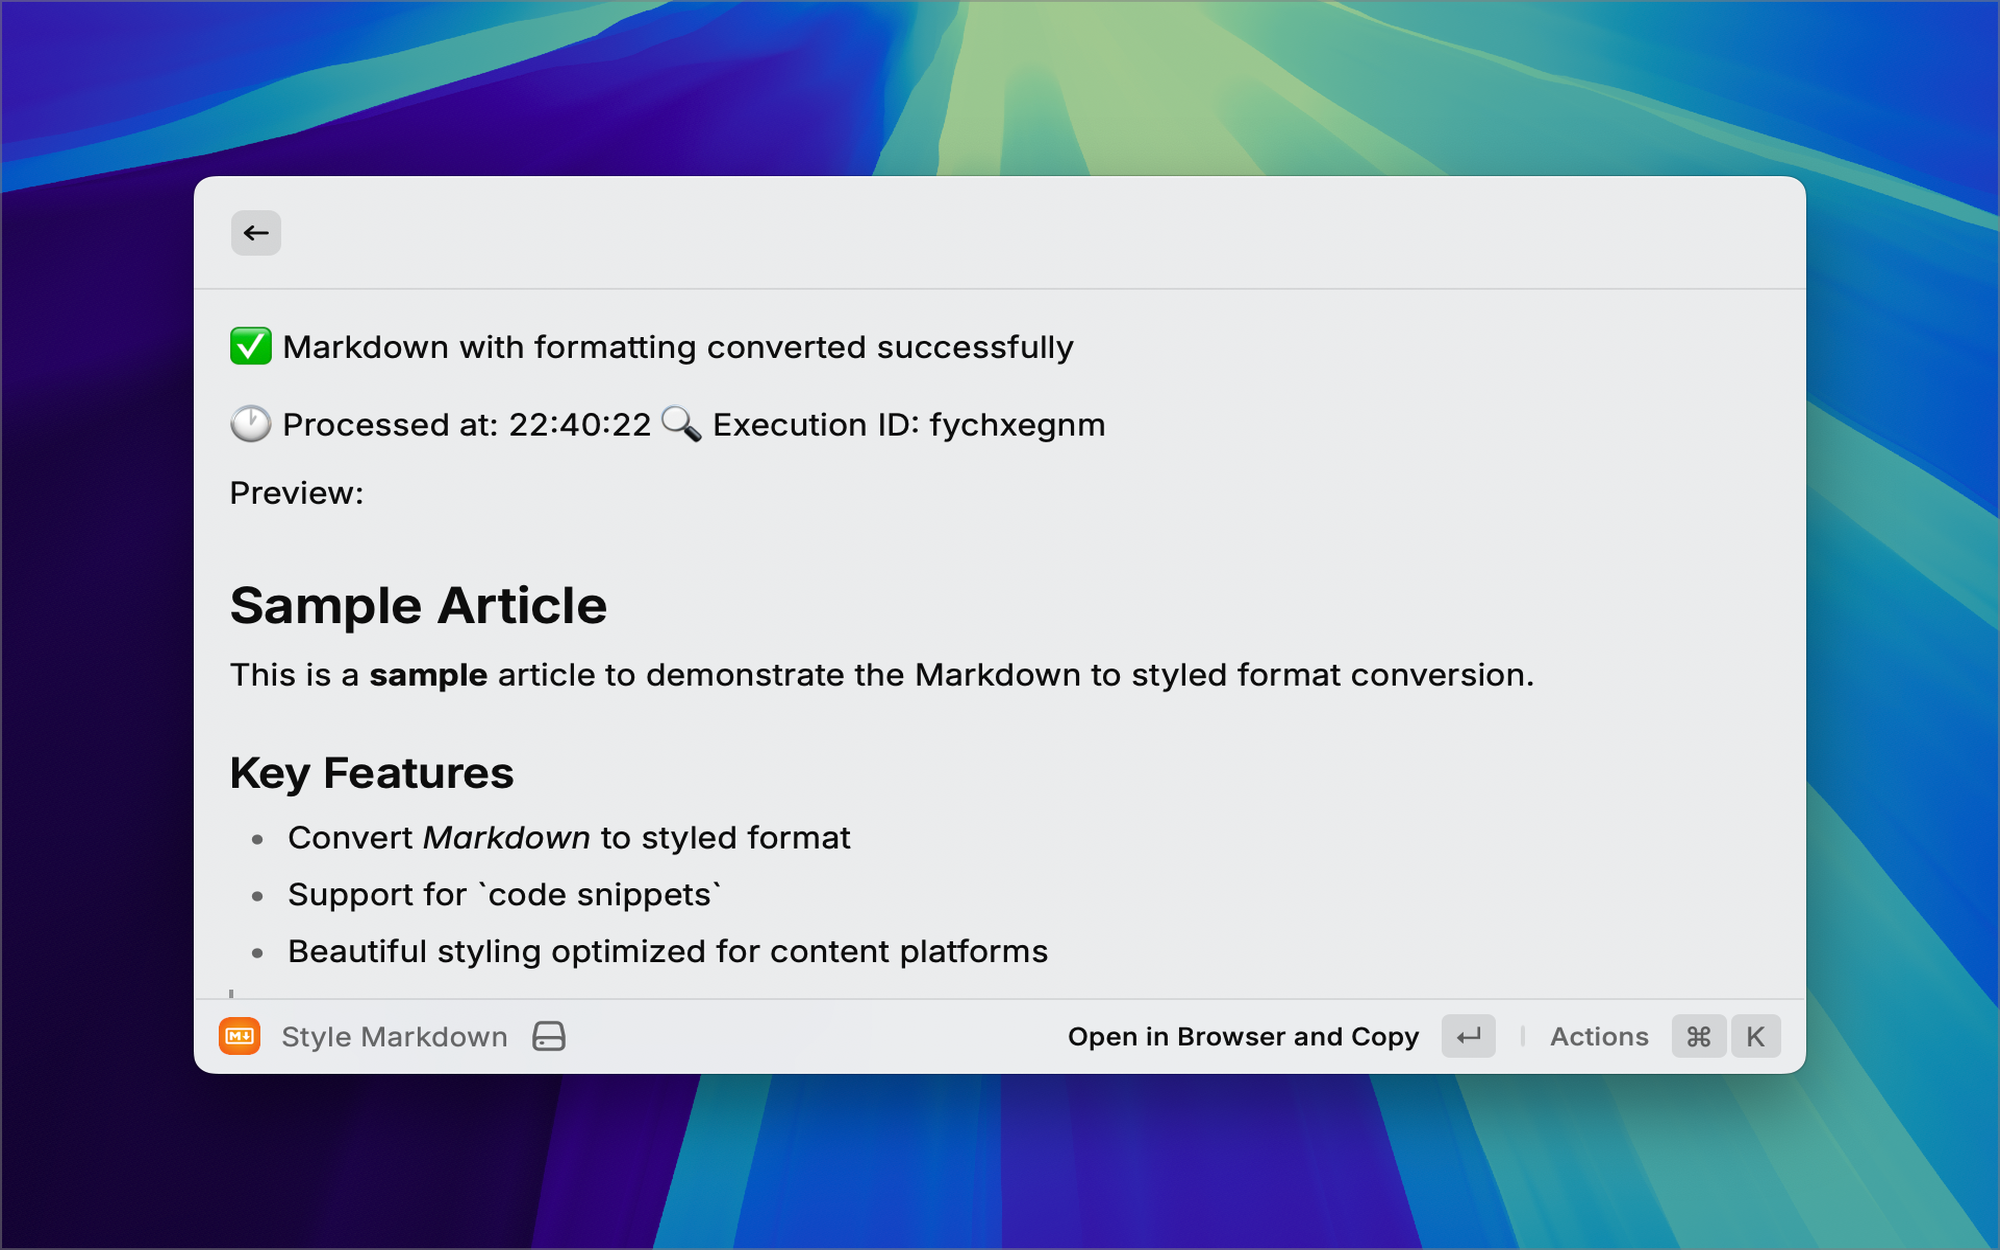 ✅ Markdown with formatting converted successfully
🕐 Processed at: 22:40:22 🔍 Execution ID: fychxegnm
Preview:
Sample Article
This is a sample article to demonstrate the Markdown to styled format conversion.
Key Features
• Convert Markdown to styled format
• Support for `code snippets`
• Beautiful styling optimized for content platforms
M↓ Style Markdown Open in Browser and Copy ↵ | Actions ⌘ K